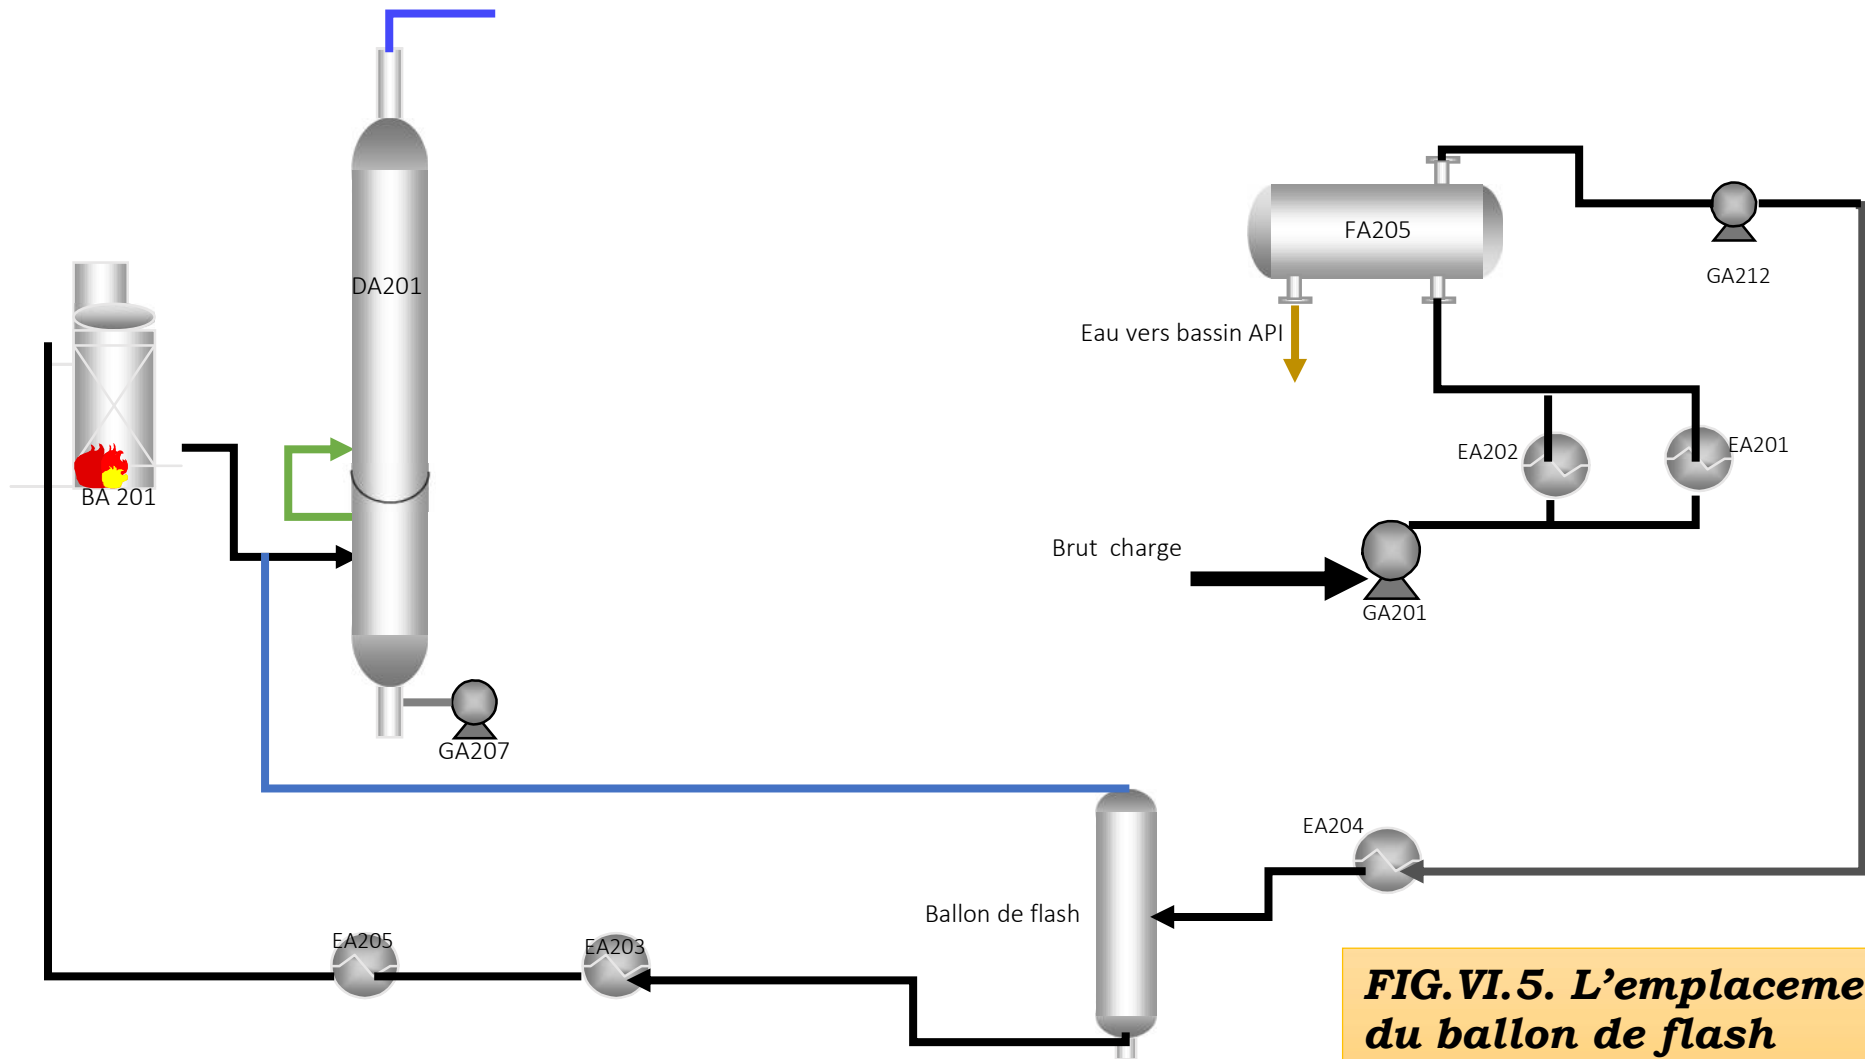 DA201
FA205
GA212
Eau vers bassin API
EA202
EA201
BA 201
Brut charge
GA201
GA207
EA204
Ballon de flash
EA205
EA203
FIG.VI.5. L’emplaceme
du ballon de flash